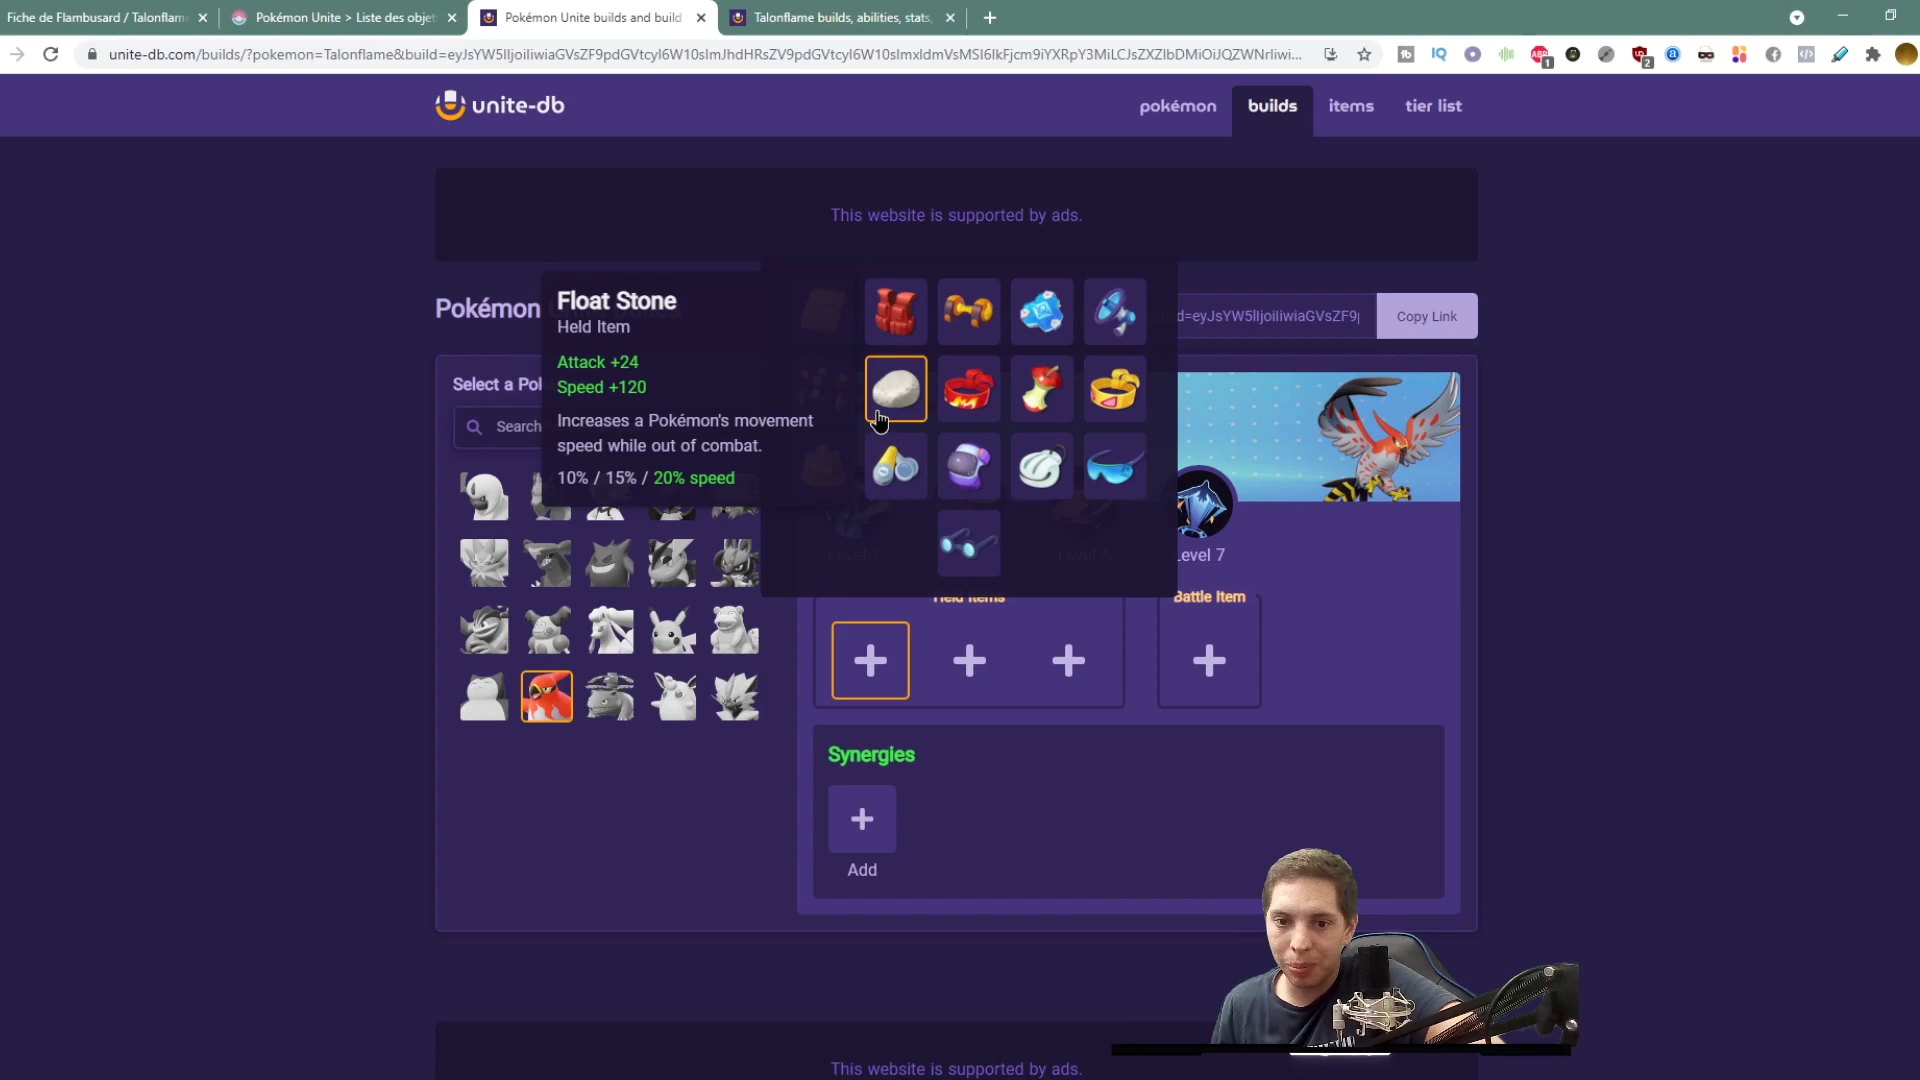 Fiche de Flambusard / Talonflam
Pokémon Unite > Liste des objet
Pokémon Unite builds and build
Talonflame builds, abilities, stats,
unite-db.com/builds/?pokemon=Talonflame&build=
unite-db
pokémon
builds
items
tier list
This website is supported by ads.
Pokémon
Copy Link
Float Stone
Held Item
Attack +24
Speed +120
Increases a Pokémon's movement
speed while out of combat.
10% / 15% / 20% speed
Select a Pok
Search
Level 7
Held Items
Battle Item
Synergies
Add
This website is supported by ads.